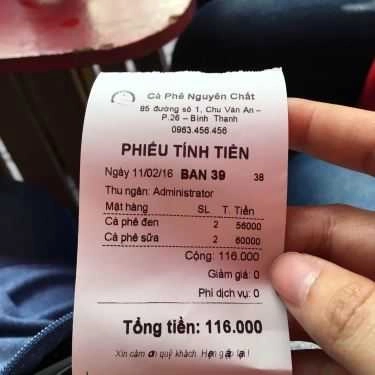 Cà Phê Nguyên Chất
85 đường số 1, Chu Văn An –
P.26 – Bình Thạnh
0963.456.456
PHIẾU TÍNH TIỀN
Ngày 11/02/16 BAN 39 38
Thu ngân: Administrator
Mặt hàng SL T. Tiền
Cà phê đen 2 56000
Cà phê sữa 2 60000
Cộng: 116.000
Giảm giá: 0
Phí dịch vụ: 0
Tổng tiền: 116.000
Xin cảm ơn quý khách. Hẹn gặp lại !